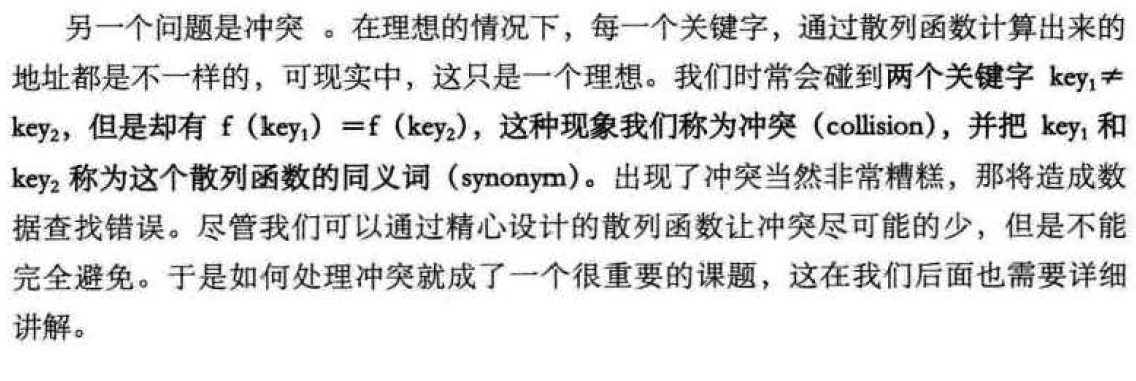 另一个问题是冲突 。在理想的情况下，每一个关键字，通过散列函数计算出来的
地址都是不一样的，可现实中，这只是一个理想。我们时常会碰到两个关键字 key₁≠
key₂，但是却有 f（key₁）＝f（key₂），这种现象我们称为冲突（collision），并把 key₁ 和
key₂ 称为这个散列函数的同义词（synonym）。出现了冲突当然非常糟糕，那将造成数
据查找错误。尽管我们可以通过精心设计的散列函数让冲突尽可能的少，但是不能
完全避免。于是如何处理冲突就成了一个很重要的课题，这在我们后面也需要详细
讲解。